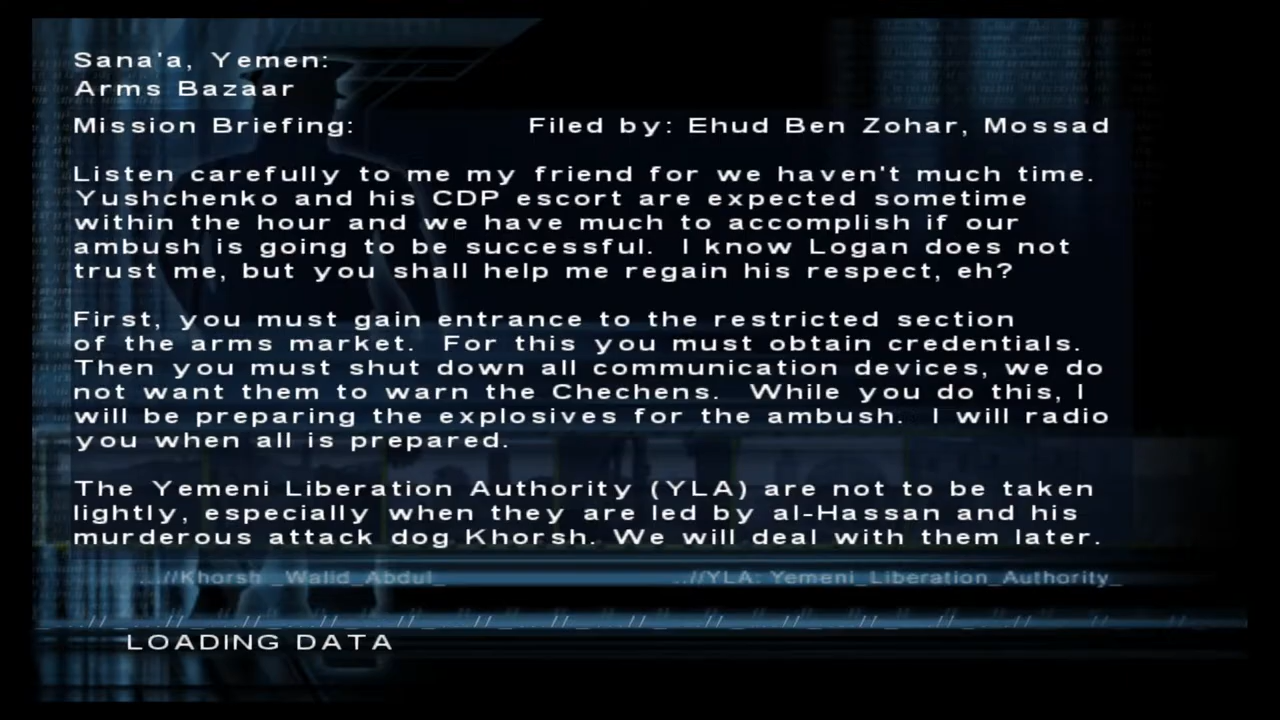 Sana'a, Yemen:
Arms Bazaar
Mission Briefing: Filed by: Ehud Ben Zohar, Mossad
Listen carefully to me my friend for we haven't much time.
Yushchenko and his CDP escort are expected sometime
within the hour and we have much to accomplish if our
ambush is going to be successful. I know Logan does not
trust me, but you shall help me regain his respect, eh?
First, you must gain entrance to the restricted section
of the arms market. For this you must obtain credentials.
Then you must shut down all communication devices, we do
not want them to warn the Chechens. While you do this, I
will be preparing the explosives for the ambush. I will radio
you when all is prepared.
The Yemeni Liberation Authority (YLA) are not to be taken
lightly, especially when they are led by al-Hassan and his
murderous attack dog Khorsh. We will deal with them later.
...//Khorsh _Walid_Abdul_ ...//YLA: Yemeni_Liberation_Authority_
LOADING DATA